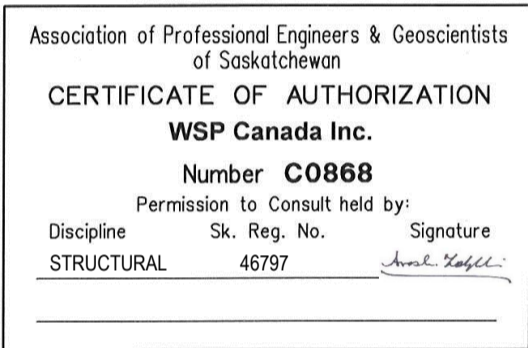 Association of Professional Engineers & Geoscientists
of Saskatchewan
CERTIFICATE OF AUTHORIZATION
WSP Canada Inc.
Number C0868
Permission to Consult held by:
Discipline Sk. Reg. No. Signature
STRUCTURAL 46797